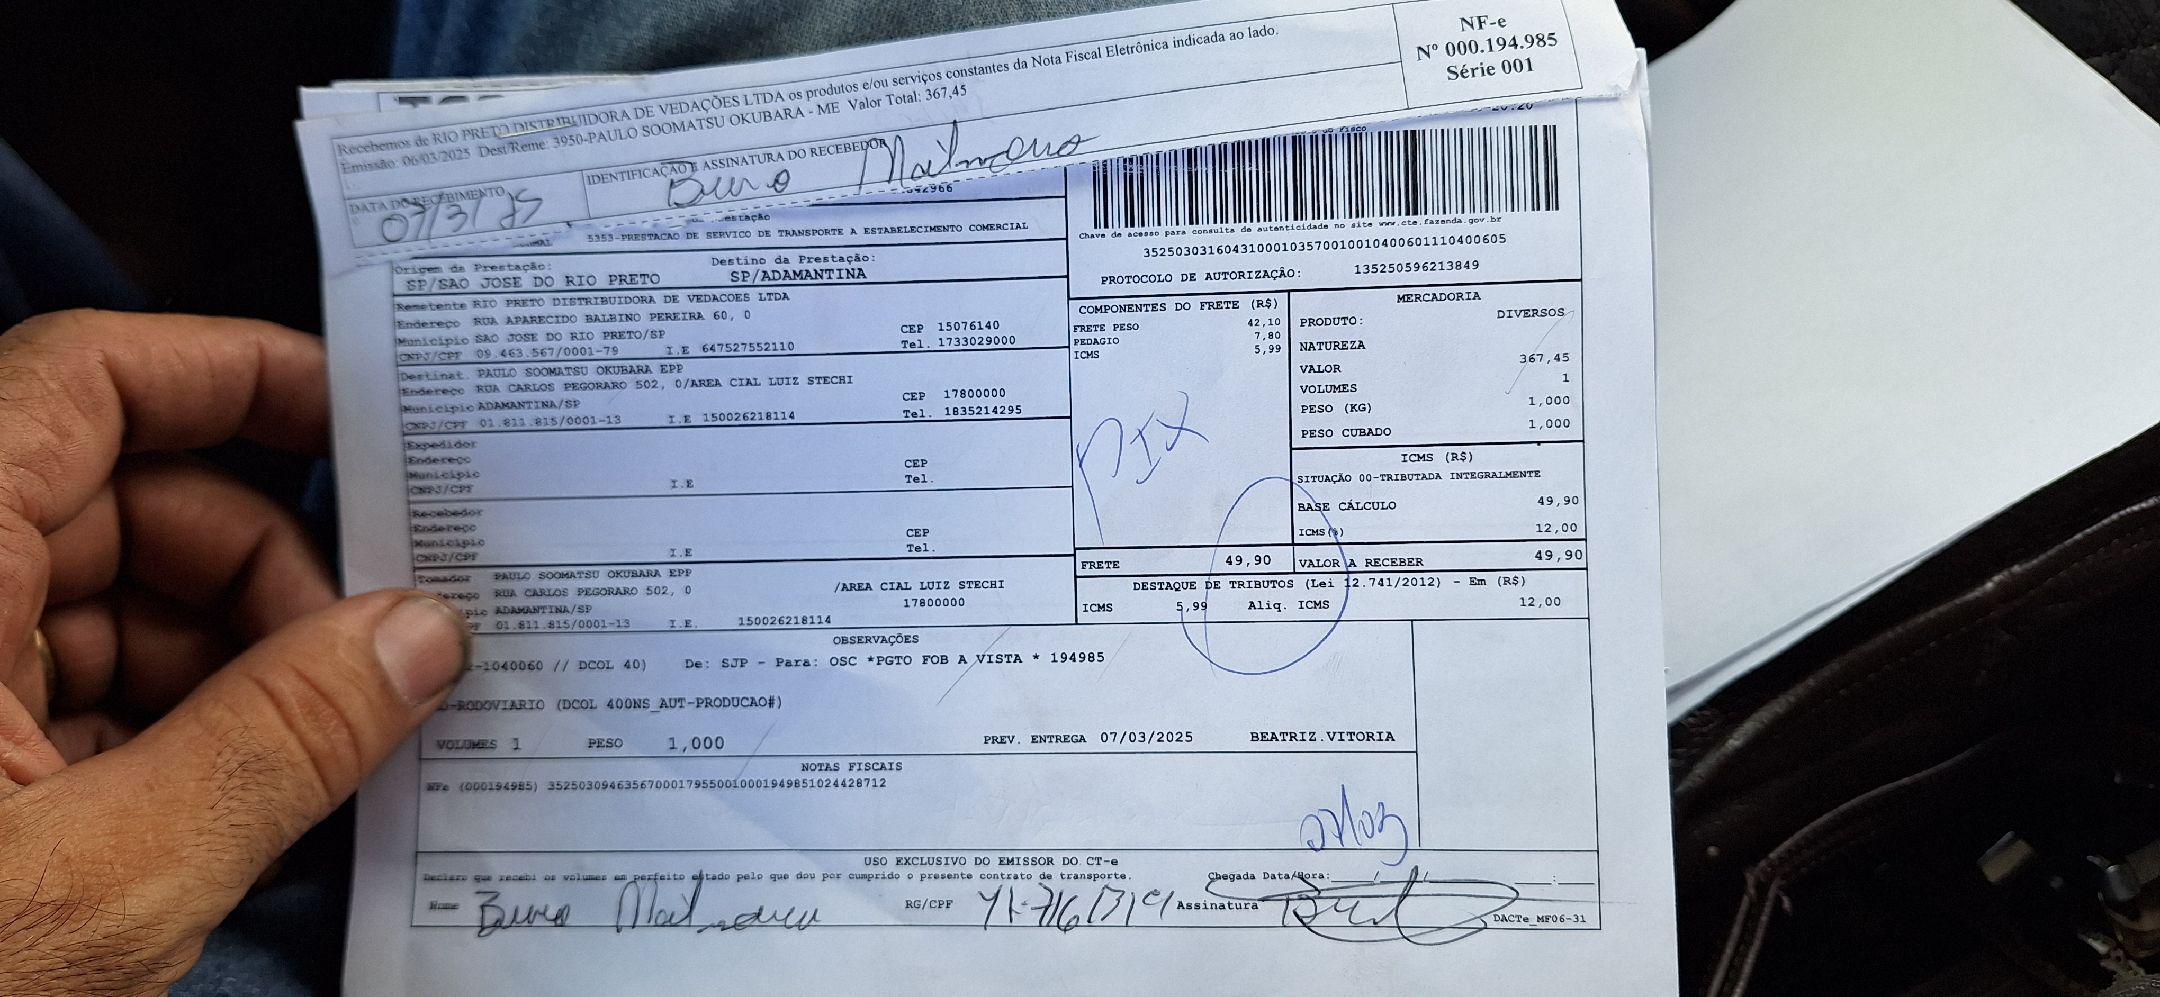 Recebemos de RIO PRETO DISTRIBUIDORA DE VEDAÇÕES LTDA os produtos e/ou serviços constantes da Nota Fiscal Eletrônica indicada ao lado.
Emissão: 06/03/2025 Dest/Reme: 3950-PAULO SOOMATSU OKUBARA - ME Valor Total: 367,45
NF-e
Nº 000.194.985
Série 001
DATA DO RECEBIMENTO
07/3/25
IDENTIFICAÇÃO E ASSINATURA DO RECEBEDOR
Chave de acesso para consulta de autenticidade no site www.cte.fazenda.gov.br
35250303160431000103570010010400601110400605
PROTOCOLO DE AUTORIZAÇÃO: 135250596213849
5353-PRESTACAO DE SERVICO DE TRANSPORTE A ESTABELECIMENTO COMERCIAL
Origem da Prestação: Destino da Prestação:
SP/SAO JOSE DO RIO PRETO SP/ADAMANTINA
Remetente RIO PRETO DISTRIBUIDORA DE VEDACOES LTDA
Endereço RUA APARECIDO BALBINO PEREIRA 60, 0
Município SAO JOSE DO RIO PRETO/SP CEP 15076140
CNPJ/CPF 09.463.567/0001-79 I.E 647527552110 Tel. 1733029000
Destinat. PAULO SOOMATSU OKUBARA EPP
Endereço RUA CARLOS PEGORARO 502, 0/AREA CIAL LUIZ STECHI
Município ADAMANTINA/SP CEP 17800000
CNPJ/CPF 01.811.815/0001-13 I.E 150026218114 Tel. 1835214295
Expedidor
Endereço
Município CEP
CNPJ/CPF I.E Tel.
Recebedor
Endereço
Município CEP
CNPJ/CPF I.E Tel.
Tomador PAULO SOOMATSU OKUBARA EPP
RUA CARLOS PEGORARO 502, 0 /AREA CIAL LUIZ STECHI
ADAMANTINA/SP 17800000
01.811.815/0001-13 I.E. 150026218114
COMPONENTES DO FRETE (R$)
FRETE PESO 42,10
PEDAGIO 7,80
ICMS 5,99
PIX
FRETE 49,90
MERCADORIA
PRODUTO: DIVERSOS
NATUREZA
VALOR 367,45
VOLUMES 1
PESO (KG) 1,000
PESO CUBADO 1,000
ICMS (R$)
SITUAÇÃO 00-TRIBUTADA INTEGRALMENTE
BASE CÁLCULO 49,90
ICMS(%) 12,00
VALOR A RECEBER 49,90
DESTAQUE DE TRIBUTOS (Lei 12.741/2012) - Em (R$)
ICMS 5,99 Aliq. ICMS 12,00
OBSERVAÇÕES
-1040060 // DCOL 40) De: SJP - Para: OSC *PGTO FOB A VISTA * 194985
-RODOVIARIO (DCOL 400NS_AUT-PRODUCAO#)
VOLUMES 1 PESO 1,000 PREV. ENTREGA 07/03/2025 BEATRIZ.VITORIA
NOTAS FISCAIS
NFe (000194985) 35250309463567000179550010001949851024428712
07/03
USO EXCLUSIVO DO EMISSOR DO CT-e
Declaro que recebi os volumes em perfeito estado pelo que dou por cumprido o presente contrato de transporte. Chegada Data/Hora:
Nome RG/CPF Assinatura
DACTe_MF06-31